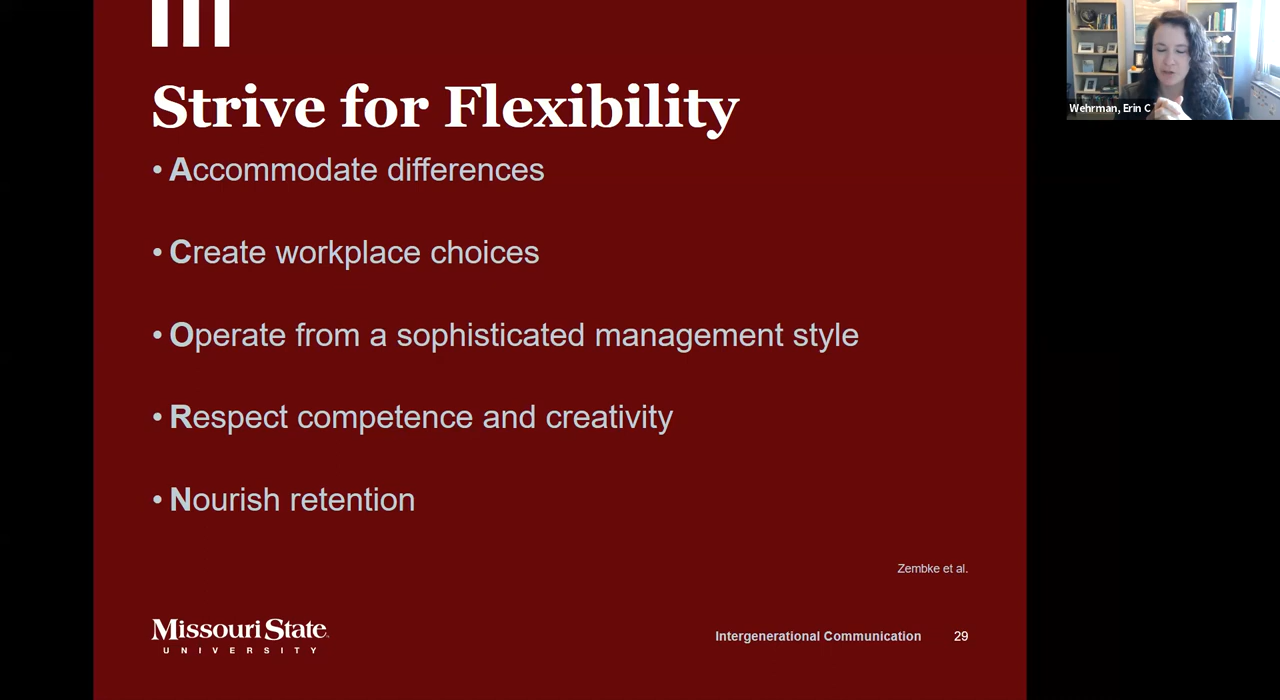 Strive for Flexibility
• Accommodate differences
• Create workplace choices
• Operate from a sophisticated management style
• Respect competence and creativity
• Nourish retention
Zembke et al.
Missouri State
UNIVERSITY
Intergenerational Communication 29
Wehrman, Erin C